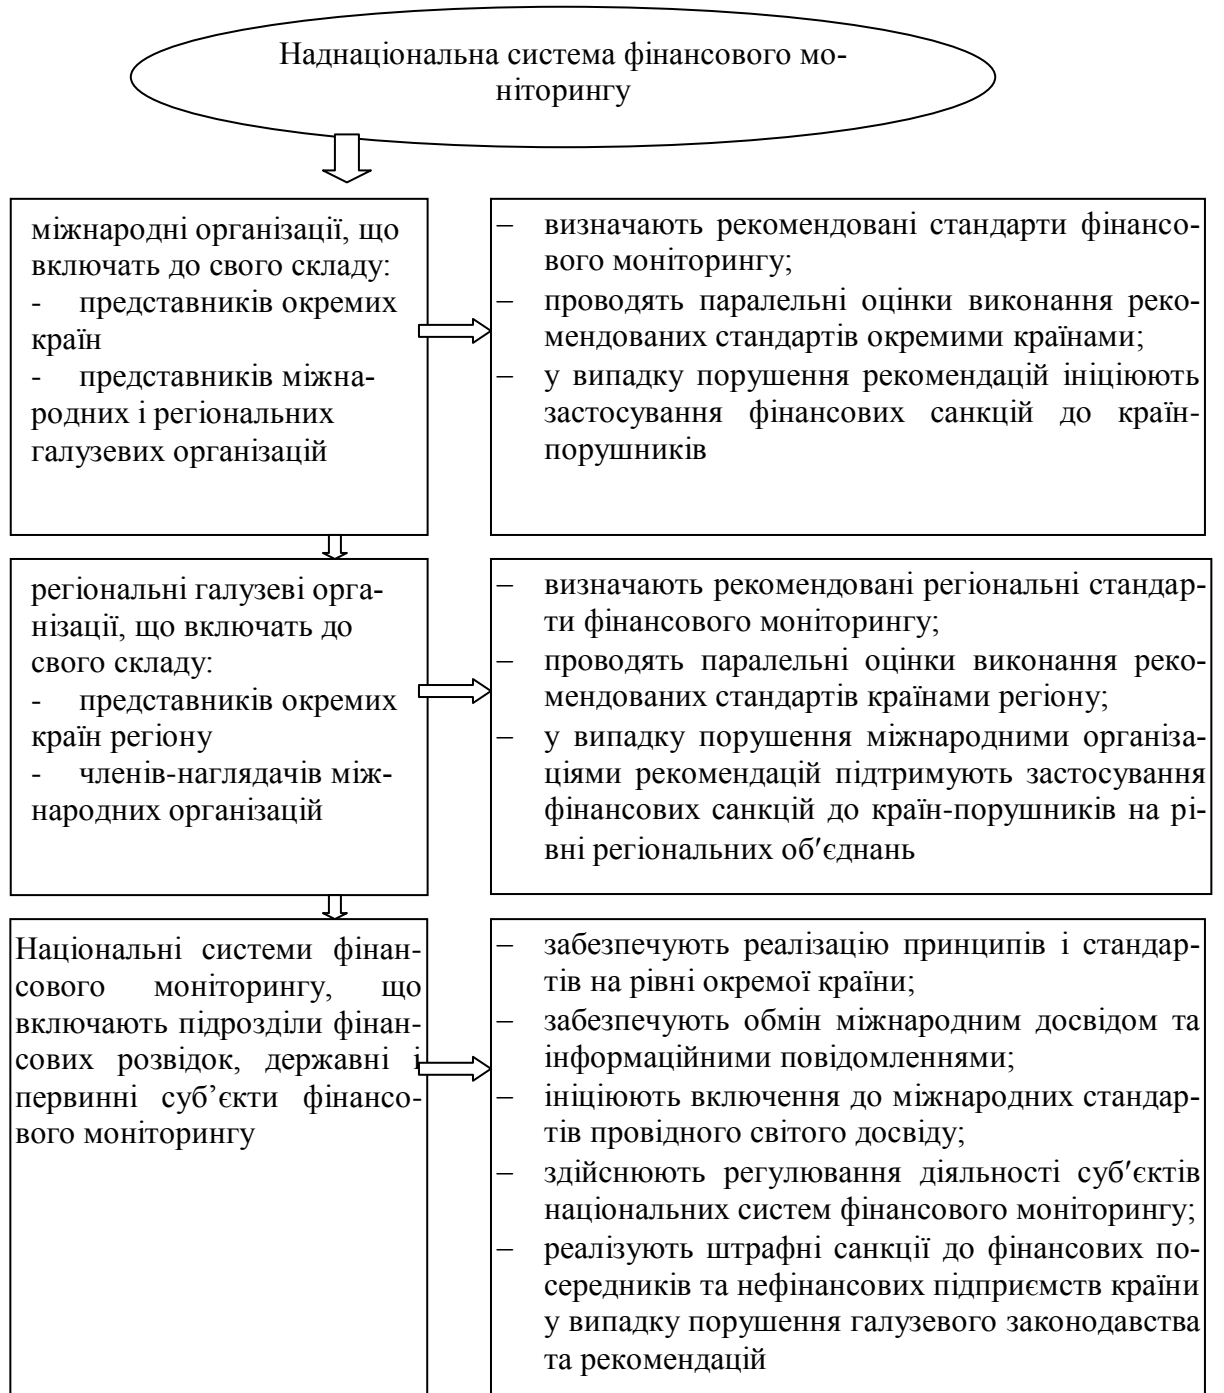 Наднаціональна система фінансового мо-
ніторингу
міжнародні організації, що
включать до свого складу:
- представників окремих
країн
- представників міжна-
родних і регіональних
галузевих організацій
– визначають рекомендовані стандарти фінансо-
вого моніторингу;
– проводять паралельні оцінки виконання реко-
мендованих стандартів окремими країнами;
– у випадку порушення рекомендацій ініціюють
застосування фінансових санкцій до країн-
порушників
регіональні галузеві орга-
нізації, що включать до
свого складу:
- представників окремих
країн регіону
- членів-наглядачів між-
народних організацій
– визначають рекомендовані регіональні стандар-
ти фінансового моніторингу;
– проводять паралельні оцінки виконання реко-
мендованих стандартів країнами регіону;
– у випадку порушення міжнародними організа-
ціями рекомендацій підтримують застосування
фінансових санкцій до країн-порушників на рі-
вні регіональних об′єднань
Національні системи фінан-
сового моніторингу, що
включають підрозділи фінан-
сових розвідок, державні і
первинні суб’єкти фінансо-
вого моніторингу
– забезпечують реалізацію принципів і стандар-
тів на рівні окремої країни;
– забезпечують обмін міжнародним досвідом та
інформаційними повідомленнями;
– ініціюють включення до міжнародних стандар-
тів провідного світого досвіду;
– здійснюють регулювання діяльності суб′єктів
національних систем фінансового моніторингу;
– реалізують штрафні санкції до фінансових по-
середників та нефінансових підприємств країни
у випадку порушення галузевого законодавства
та рекомендацій